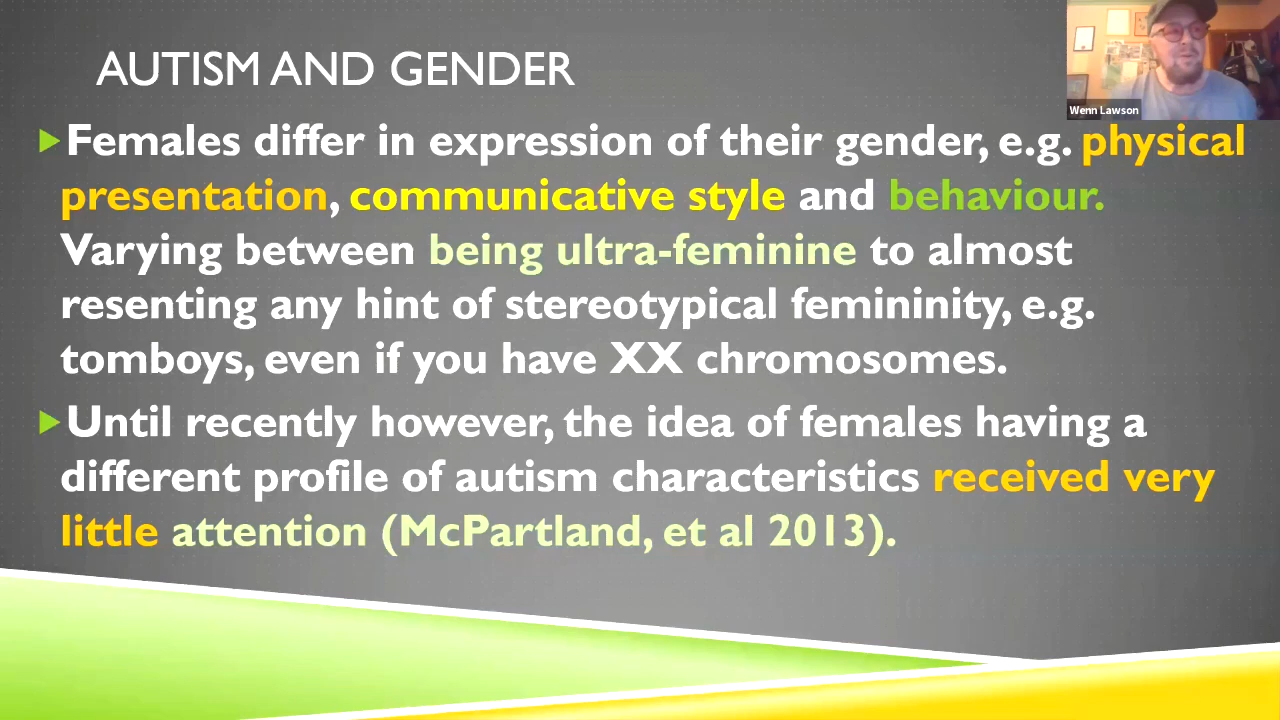 AUTISM AND GENDER
Wenn Lawson
Females differ in expression of their gender, e.g. physical
presentation, communicative style and behaviour.
Varying between being ultra-feminine to almost
resenting any hint of stereotypical femininity, e.g.
tomboys, even if you have XX chromosomes.
Until recently however, the idea of females having a
different profile of autism characteristics received very
little attention (McPartland, et al 2013).